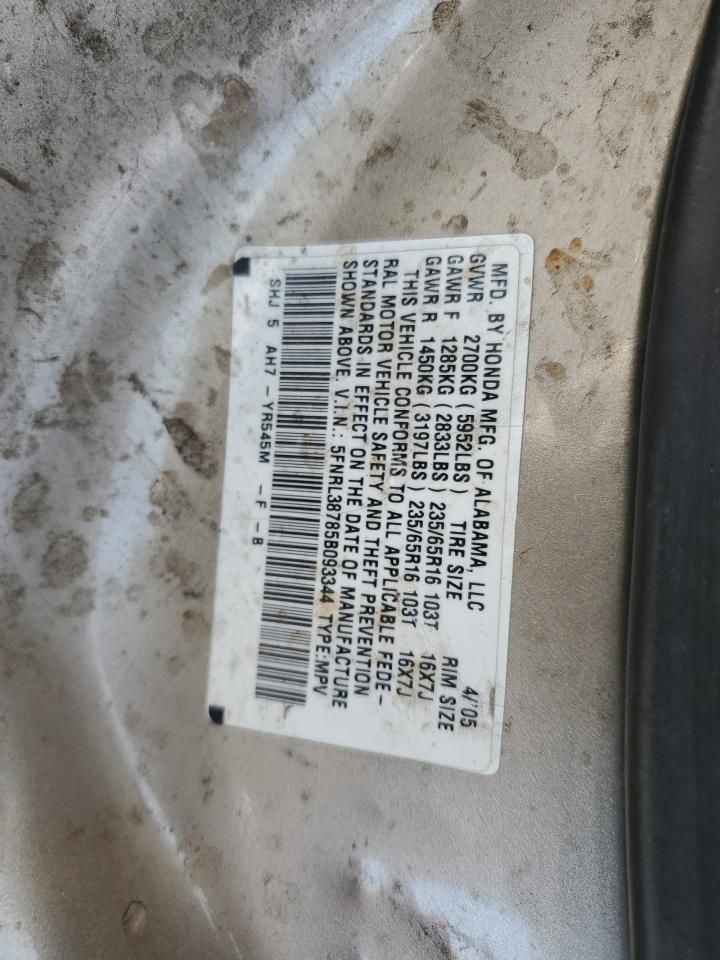 MFD. BY HONDA MFG. OF ALABAMA, LLC 4/'05
GVWR 2700KG (5952LBS) TIRE SIZE RIM SIZE
GAWR F 1285KG (2833LBS) 235/65R16 103T 16X7J
GAWR R 1450KG (3197LBS) 235/65R16 103T 16X7J
THIS VEHICLE CONFORMS TO ALL APPLICABLE FEDE-
RAL MOTOR VEHICLE SAFETY AND THEFT PREVENTION
STANDARDS IN EFFECT ON THE DATE OF MANUFACTURE
SHOWN ABOVE. V.I.N.: 5FNRL38785B093344 TYPE:MPV
SHJ 5 AH7 -YR545M -F -B